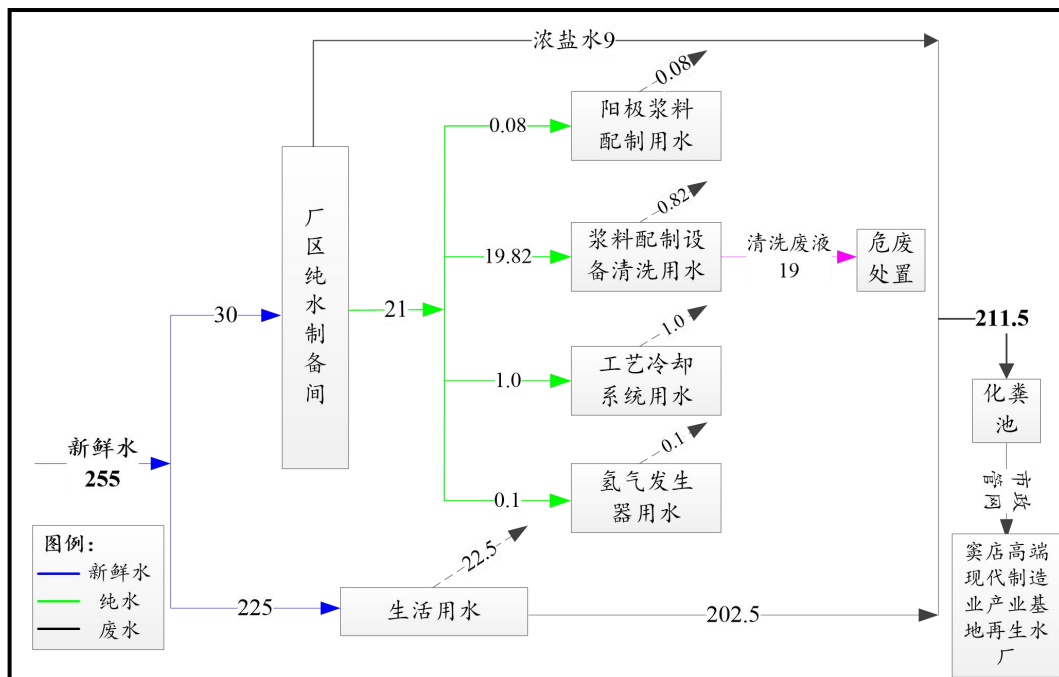 浓盐水9
0.08
阳极浆料
配制用水
0.08
厂区纯水制备间
0.82
浆料配制设
备清洗用水
19.82
清洗废液
19
危废
处置
30
21
1.0
工艺冷却
系统用水
1.0
211.5
化粪
池
新鲜水
255
0.1
氢气发生
器用水
0.1
市政
管网
图例：
新鲜水
纯水
废水
22.5
225
生活用水
202.5
窦店高端
现代制造
业产业基
地再生水
厂